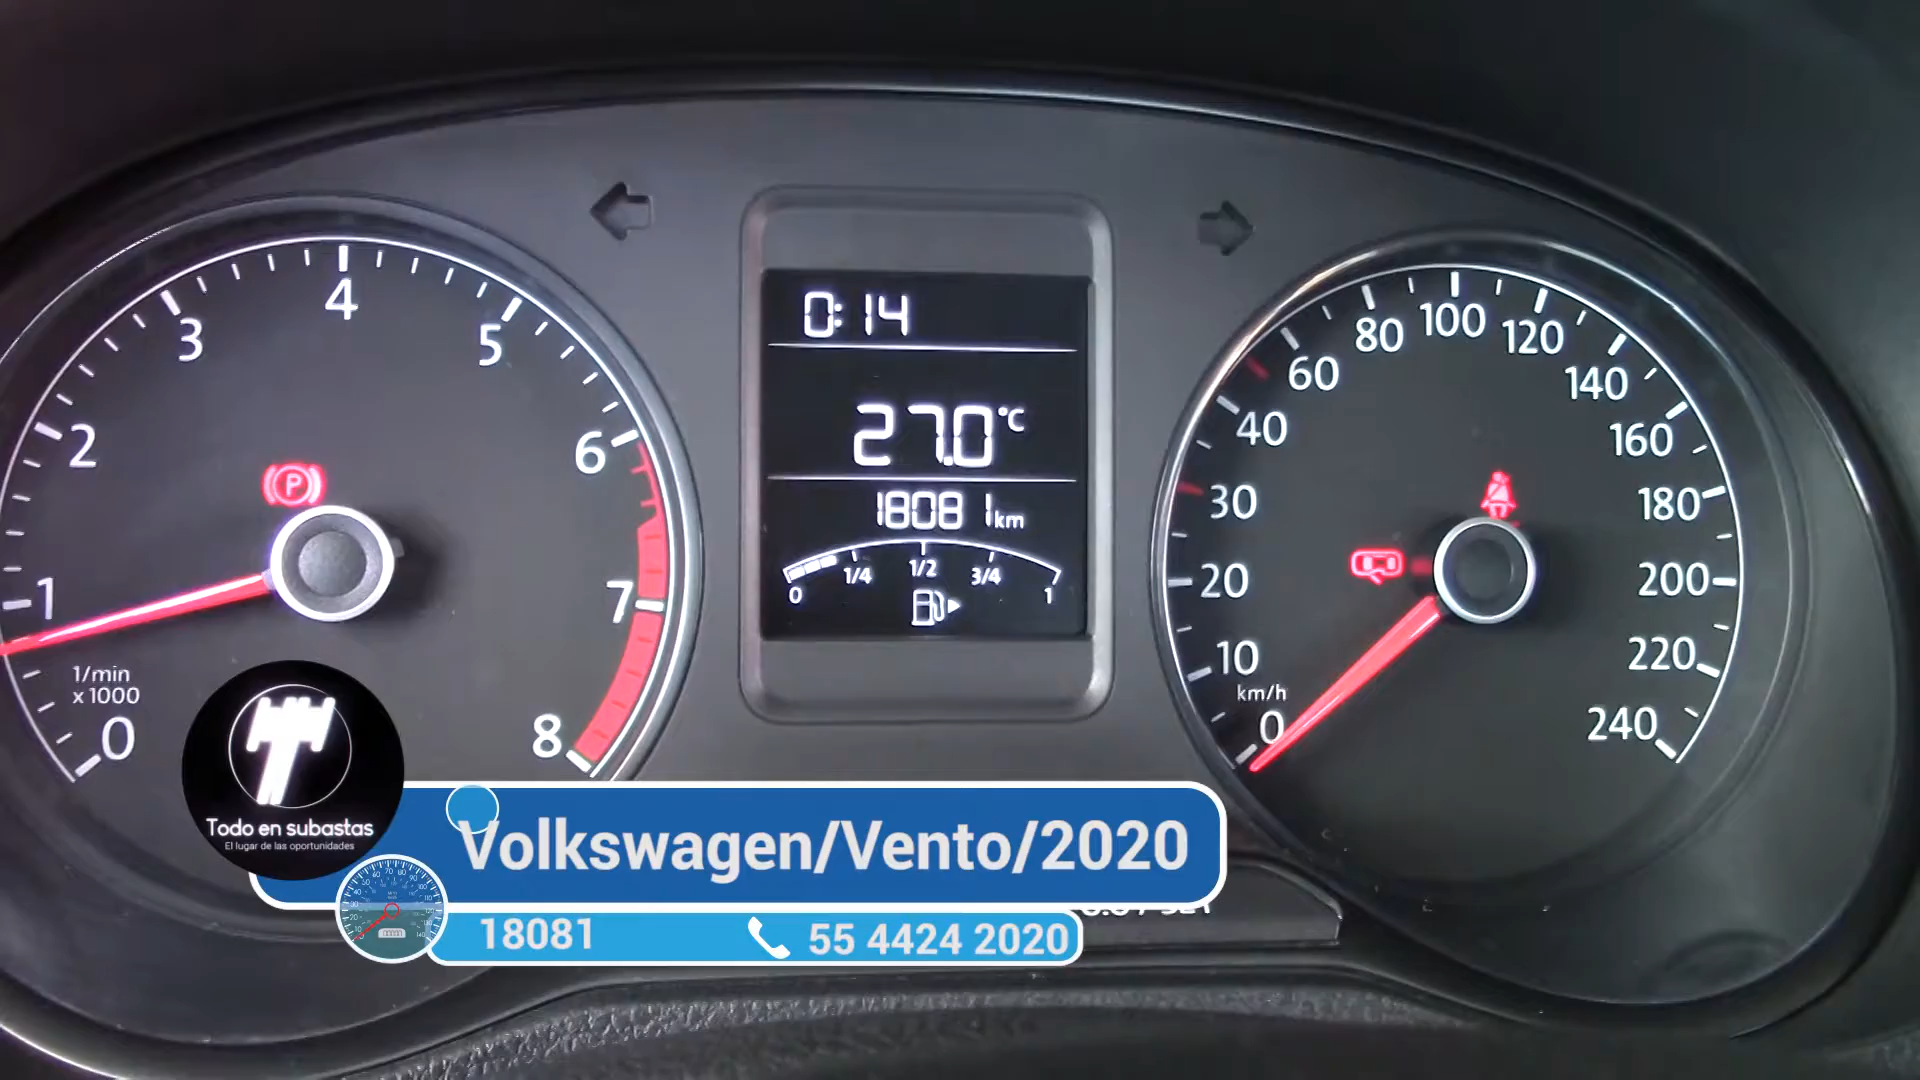 0:14
27.0 °C
18081 km
0 1/4 1/2 3/4 1
0 1 2 3 4 5 6 7 8
1/min
x 1000
P
0 10 20 30 40 60 80 100 120 140 160 180 200 220 240
km/h
Todo en subastas
El lugar de las oportunidades
Volkswagen/Vento/2020
18081
55 4424 2020